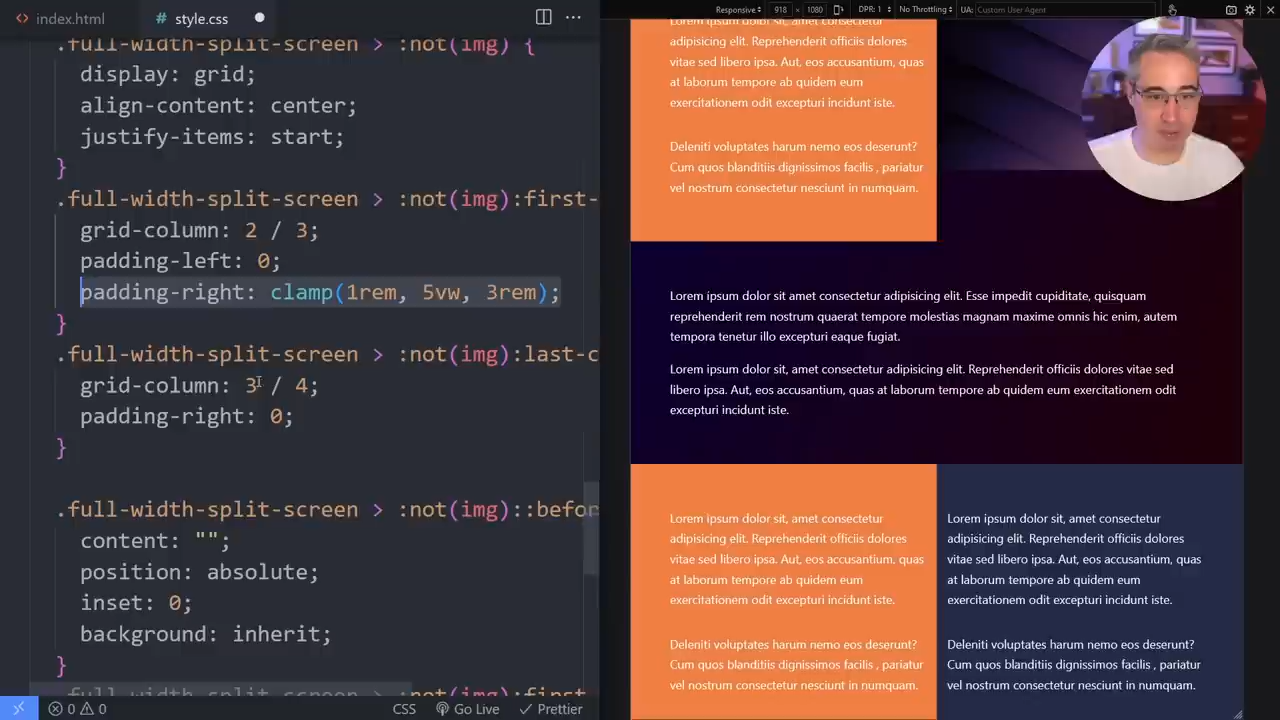 index.html
style.css
.full-width-split-screen > :not(img) {
display: grid;
align-content: center;
justify-items: start;
}
.full-width-split-screen > :not(img):first-
grid-column: 2 / 3;
padding-left: 0;
padding-right: clamp(1rem, 5vw, 3rem);
}
.full-width-split-screen > :not(img):last-c
grid-column: 3 / 4;
padding-right: 0;
}
.full-width-split-screen > :not(img)::befor
content: "";
position: absolute;
inset: 0;
background: inherit;
}
.full-width-split-screen > :not(img):first
0 0
CSS
Go Live
Prettier
Responsive 918 × 1080 DPR: 1 No Throttling UA: Custom User Agent
Lorem ipsum dolor sit, amet consectetur
adipisicing elit. Reprehenderit officiis dolores
vitae sed libero ipsa. Aut, eos accusantium, quas
at laborum tempore ab quidem eum
exercitationem odit excepturi incidunt iste.
Deleniti voluptates harum nemo eos deserunt?
Cum quos blanditiis dignissimos facilis , pariatur
vel nostrum consectetur nesciunt in numquam.
Lorem ipsum dolor sit amet consectetur adipisicing elit. Esse impedit cupiditate, quisquam
reprehenderit rem nostrum quaerat tempore molestias magnam maxime omnis hic enim, autem
tempora tenetur illo excepturi eaque fugiat.
Lorem ipsum dolor sit, amet consectetur adipisicing elit. Reprehenderit officiis dolores vitae sed
libero ipsa. Aut, eos accusantium, quas at laborum tempore ab quidem eum exercitationem odit
excepturi incidunt iste.
Lorem ipsum dolor sit, amet consectetur
adipisicing elit. Reprehenderit officiis dolores
vitae sed libero ipsa. Aut, eos accusantium, quas
at laborum tempore ab quidem eum
exercitationem odit excepturi incidunt iste.
Deleniti voluptates harum nemo eos deserunt?
Cum quos blanditiis dignissimos facilis , pariatur
vel nostrum consectetur nesciunt in numquam.
Lorem ipsum dolor sit, amet consectetur
adipisicing elit. Reprehenderit officiis dolores
vitae sed libero ipsa. Aut, eos accusantium, quas
at laborum tempore ab quidem eum
exercitationem odit excepturi incidunt iste.
Deleniti voluptates harum nemo eos deserunt?
Cum quos blanditiis dignissimos facilis , pariatur
vel nostrum consectetur nesciunt in numquam.